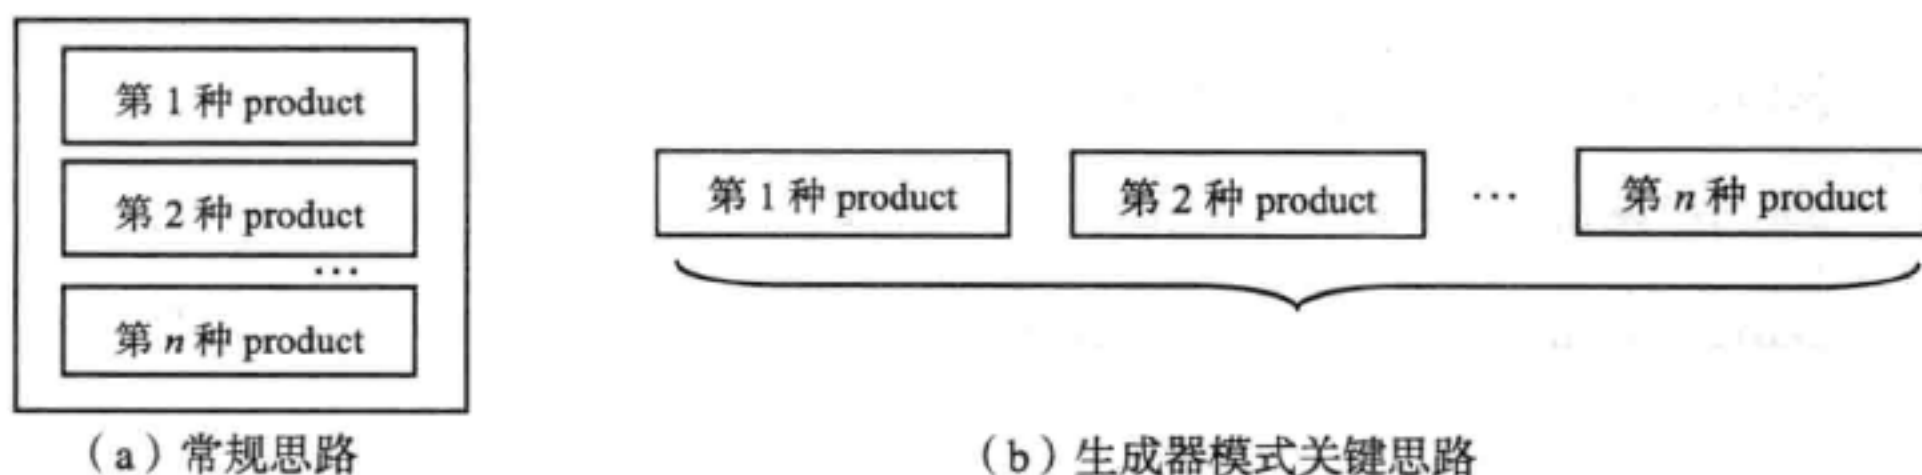 第 1 种 product
第 2 种 product
...
第 n 种 product
(a)常规思路
第 1 种 product 第 2 种 product ... 第 n 种 product
(b)生成器模式关键思路